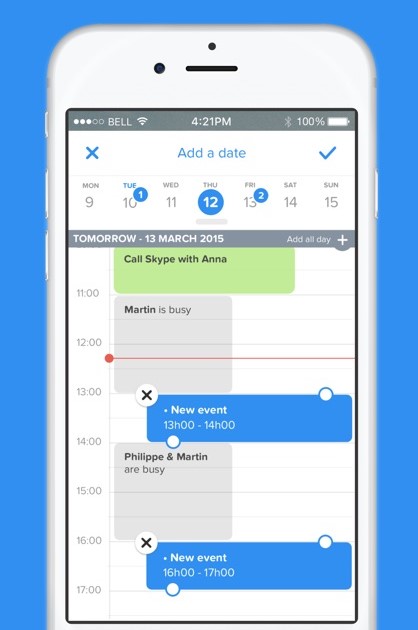 BELL 4:21PM 100%
Add a date
MON TUE WED THU FRI SAT SUN
9 10 1 11 12 13 2 14 15
TOMORROW - 13 MARCH 2015 Add all day +
Call Skype with Anna
11:00
Martin is busy
12:00
13:00
• New event
13h00 - 14h00
14:00
Philippe & Martin
are busy
15:00
16:00
• New event
16h00 - 17h00
17:00